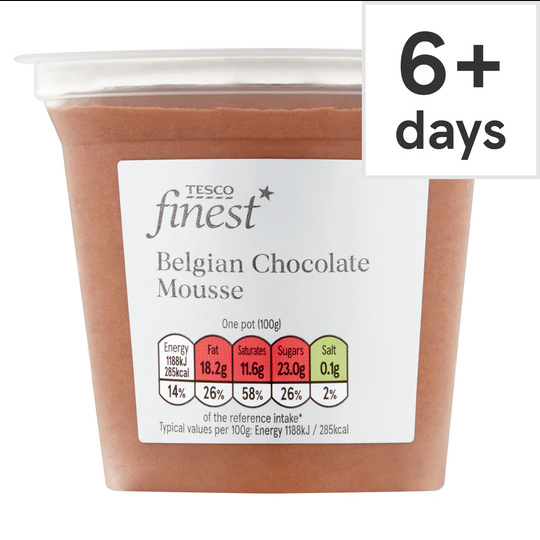 6+
days
TESCO
finest*
Belgian Chocolate
Mousse
One pot (100g)
Energy
1188kJ
285kcal
14%
Fat
18.2g
26%
Saturates
11.6g
58%
Sugars
23.0g
26%
Salt
0.1g
2%
of the reference intake*
Typical values per 100g: Energy 1188kJ / 285kcal